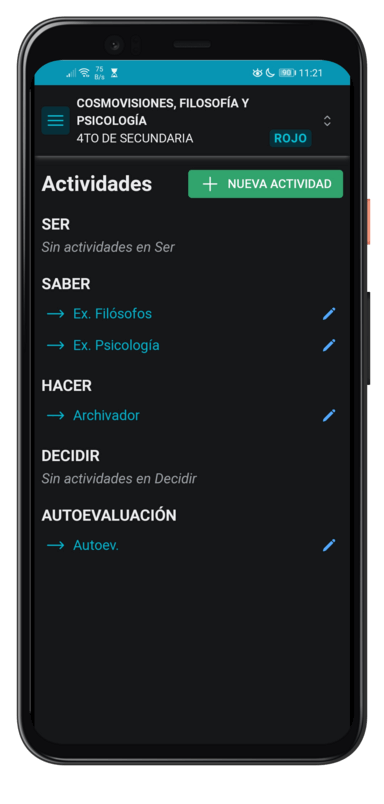 75
B/s
90
11:21
COSMOVISIONES, FILOSOFÍA Y
PSICOLOGÍA
4TO DE SECUNDARIA
ROJO
Actividades
NUEVA ACTIVIDAD
SER
Sin actividades en Ser
SABER
Ex. Filósofos
Ex. Psicología
HACER
Archivador
DECIDIR
Sin actividades en Decidir
AUTOEVALUACIÓN
Autoev.